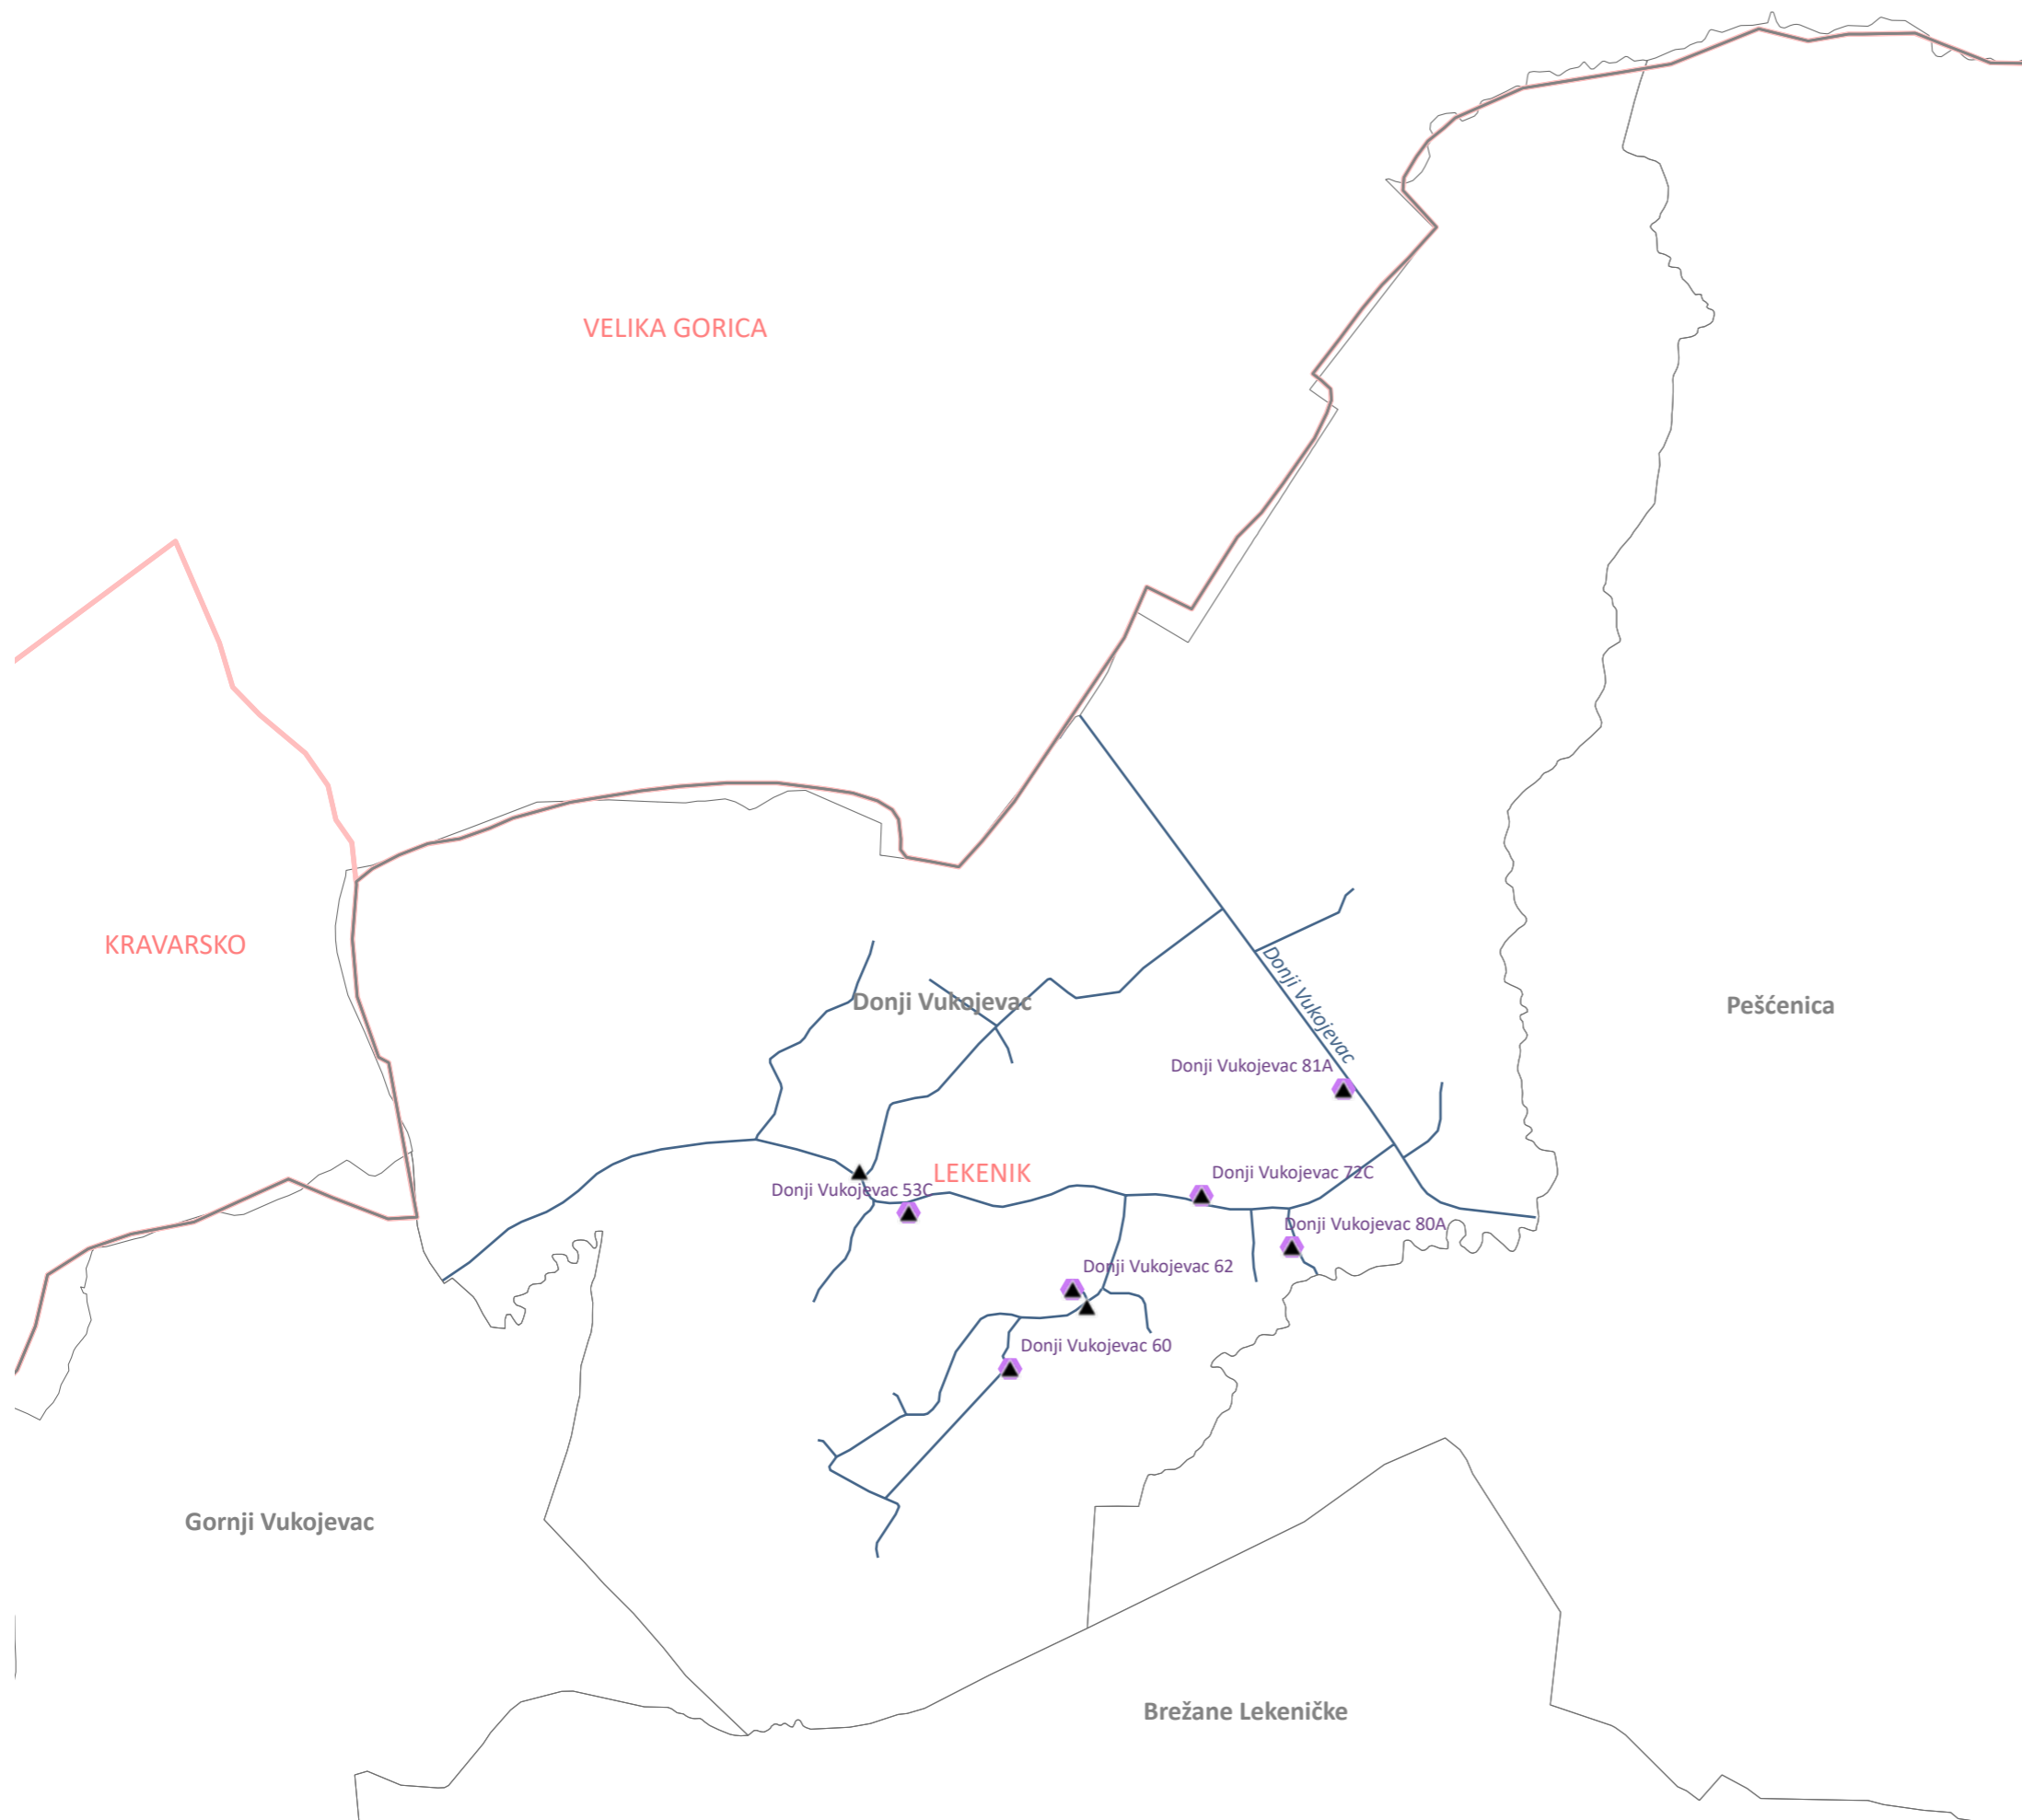 VELIKA GORICA
KRAVARSKO
Donji Vukojevac
Donji Vukojevac
Pešćenica
Donji Vukojevac 81A
LEKENIK
Donji Vukojevac 72C
Donji Vukojevac 53C
Donji Vukojevac 80A
Donji Vukojevac 62
Donji Vukojevac 60
Gornji Vukojevac
Brežane Lekeničke